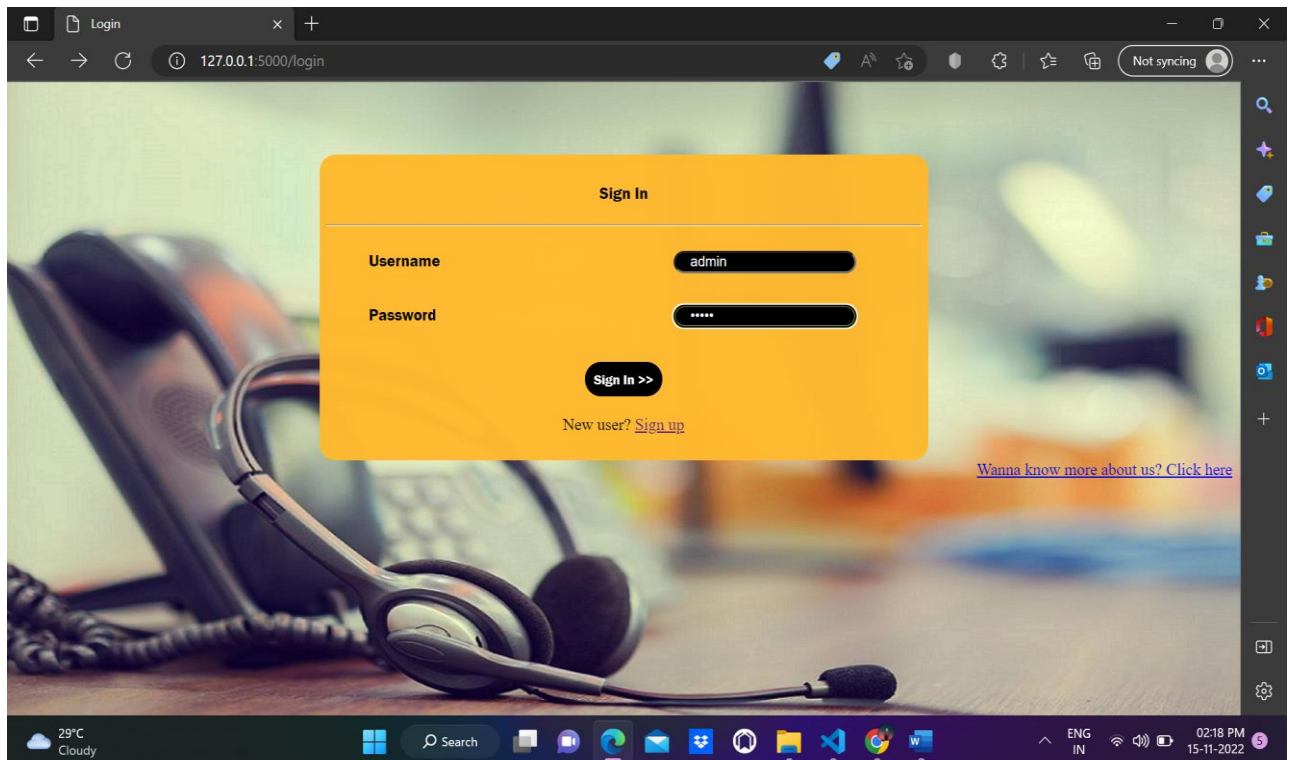 Login
127.0.0.1:5000/login
Not syncing
Sign In
Username
admin
Password
•••••
Sign In >>
New user? Sign up
Wanna know more about us? Click here
29°C
Cloudy
Search
ENG
IN
02:18 PM
15-11-2022
5